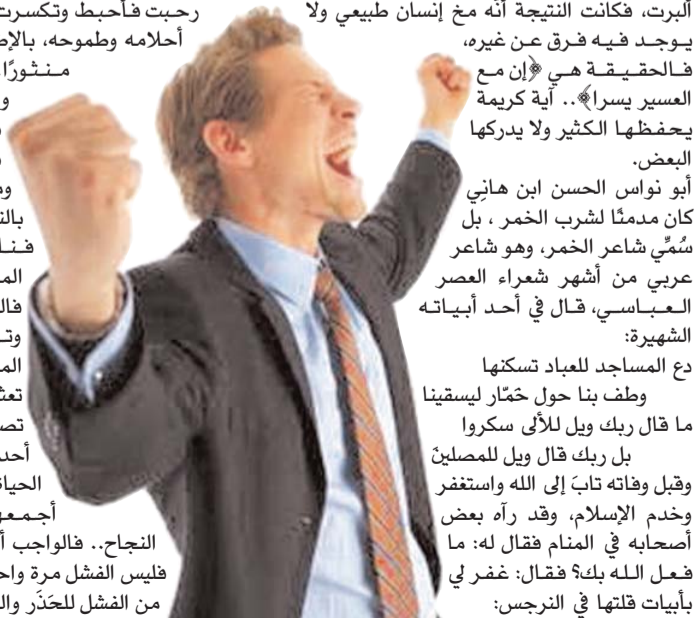 ألبرت، فكانت النتيجة أنه مخ إنسان طبيعي ولا
يوجد فيه فرق عن غيره،
فالحقيقة هي ﴿إن مع
العسير يسرا﴾.. آية كريمة
يحفظها الكثير ولا يدركها
البعض.
أبو نواس الحسن ابن هانِي
كان مدمنًا لشرب الخمر ، بل
سُمِّي شاعر الخمر، وهو شاعر
عربي من أشهر شعراء العصر
العباسي، قال في أحد أبياته
الشهيرة:
دع المساجد للعباد تسكنها
وطف بنا حول خمّار ليسقينا
ما قال ربك ويل للألى سكروا
بل ربك قال ويل للمصلينَ
وقبل وفاته تابَ إلى الله واستغفر
وخدم الإسلام، وقد رآه بعض
أصحابه في المنام فقال له: ما
فعل الله بك؟ فقال: غفر لي
بأبيات قلتها في النرجس:
رحبت فأحبط وتكسرت
أحلامه وطموحه،
منثورًا
أجمع
النجاح.. فالواجب
فليس الفشل مرة
من الفشل للحَذَر